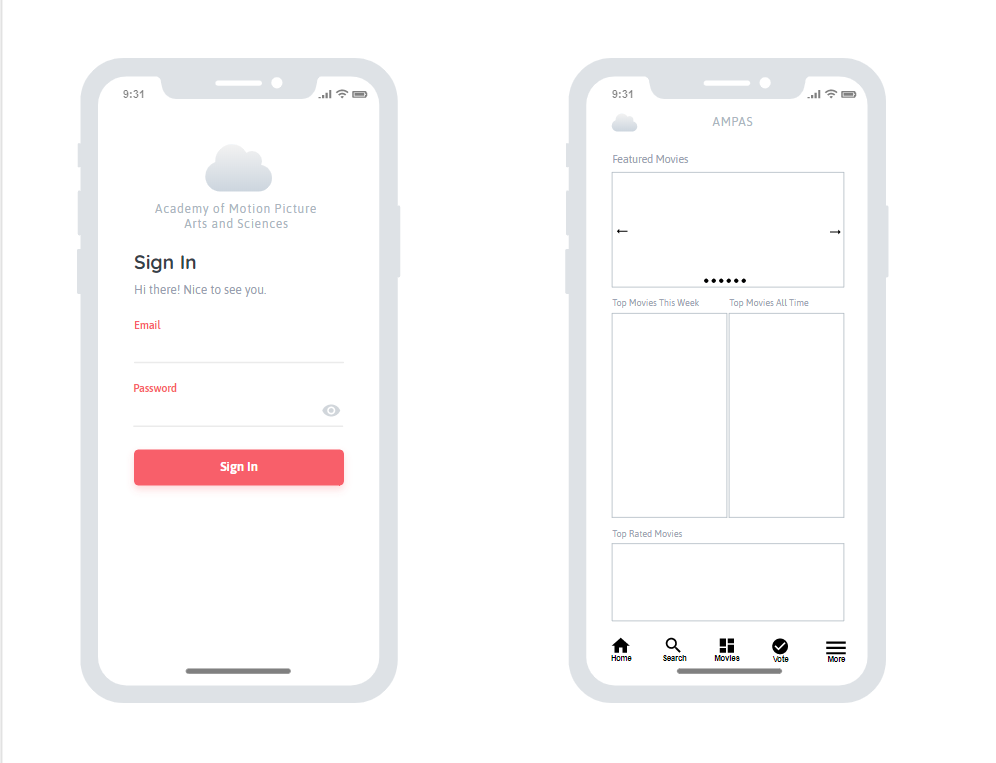 9:31
Academy of Motion Picture
Arts and Sciences
Sign In
Hi there! Nice to see you.
Email
Password
Sign In
9:31
AMPAS
Featured Movies
← →
Top Movies This Week Top Movies All Time
Top Rated Movies
Home Search Movies Vote More